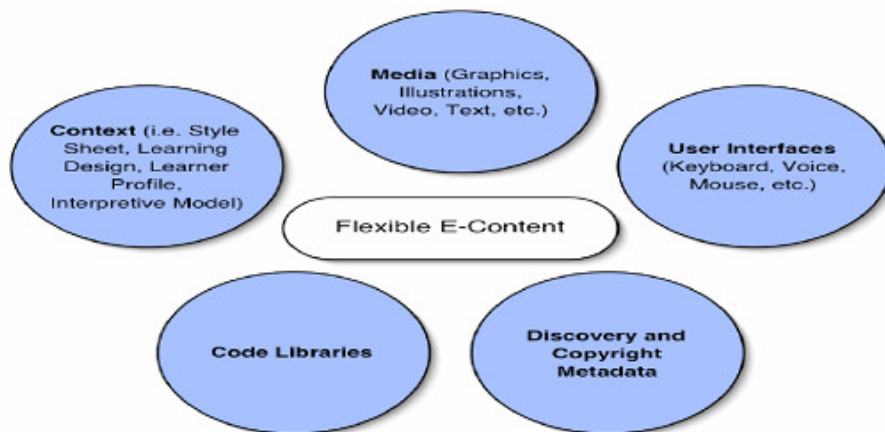 Media (Graphics,
Illustrations,
Video, Text, etc.)
Context (i.e. Style
Sheet, Learning
Design, Learner
Profile,
Interpretive Model)
User Interfaces
(Keyboard, Voice,
Mouse, etc.)
Flexible E-Content
Code Libraries
Discovery and
Copyright
Metadata